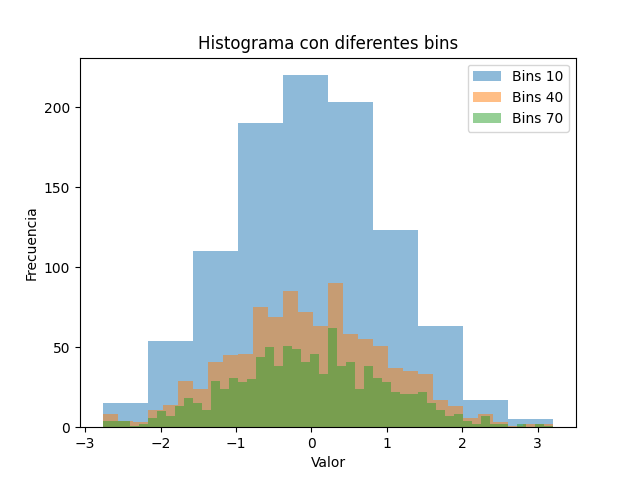 Histograma con diferentes bins
Bins 10
Bins 40
Bins 70
Frecuencia
200
150
100
50
0
−3
−2
−1
0
1
2
3
Valor